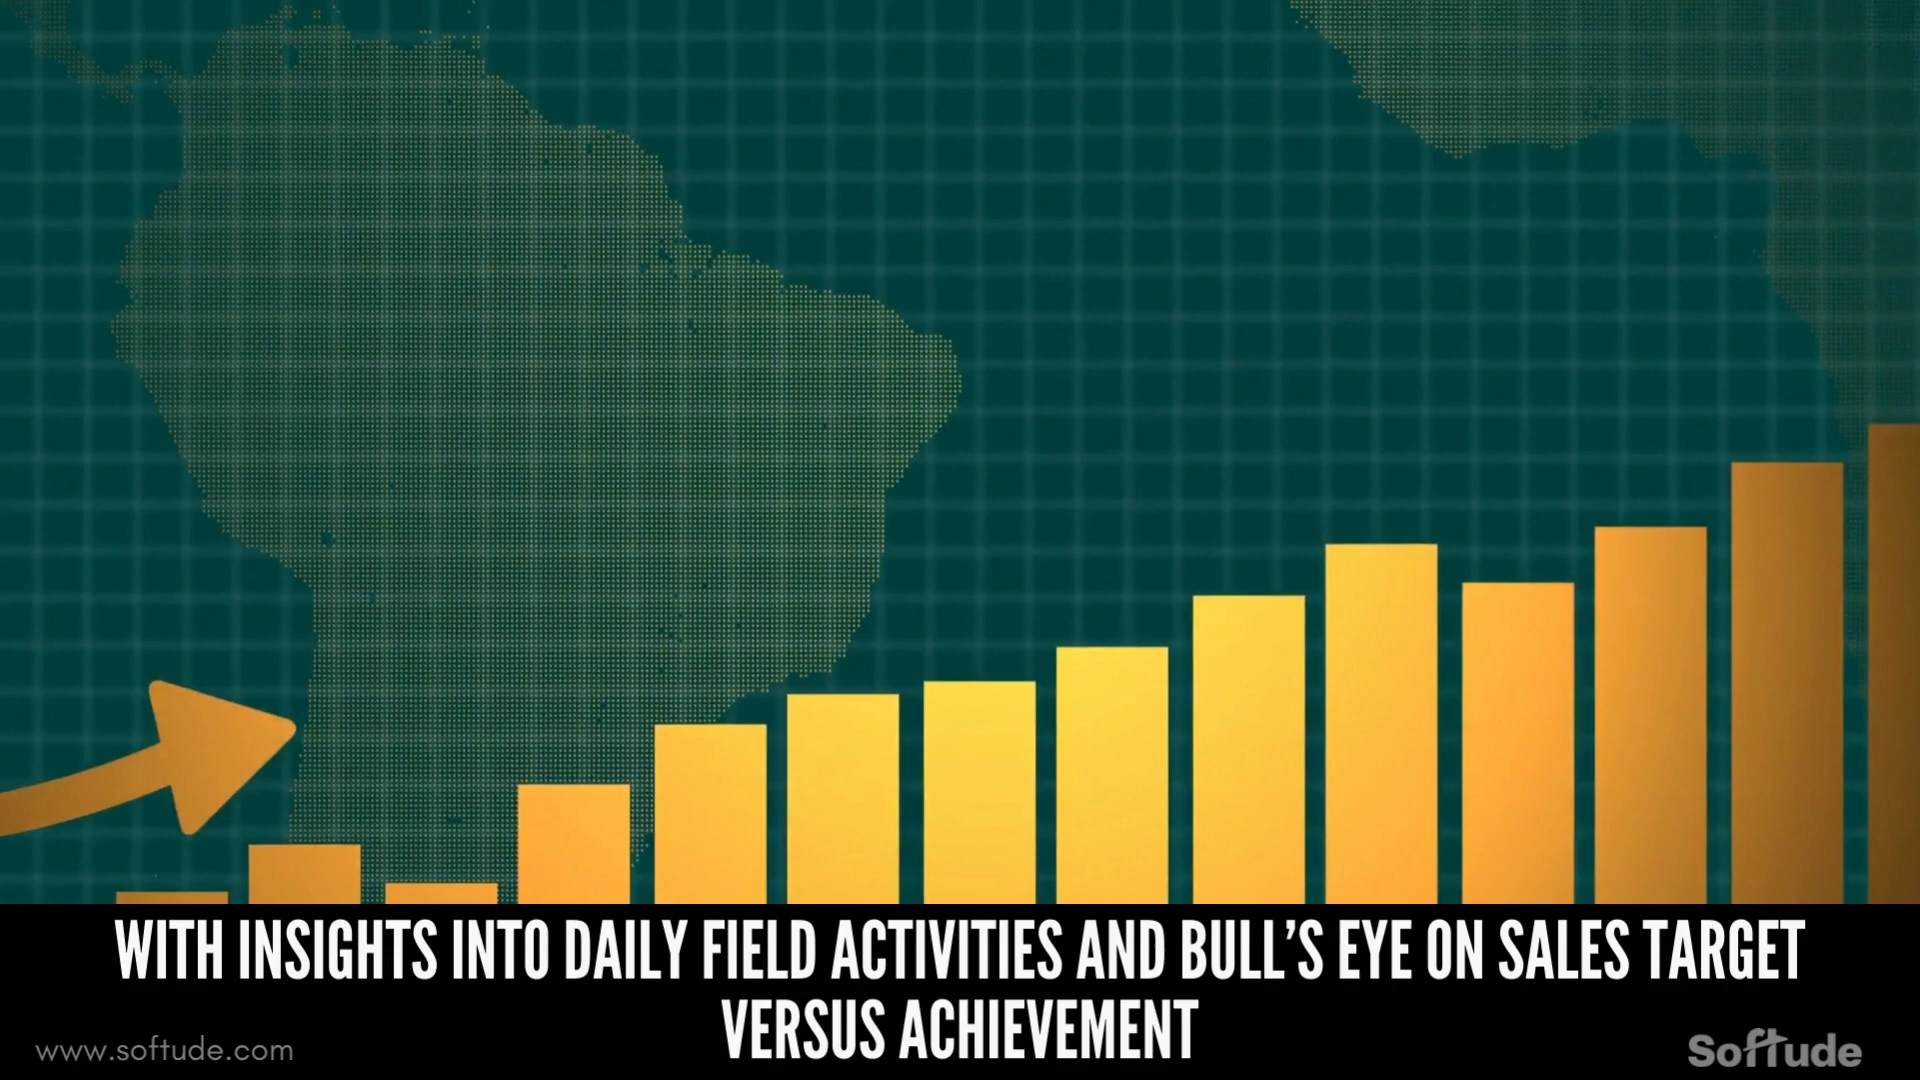 WITH INSIGHTS INTO DAILY FIELD ACTIVITIES AND BULL’S EYE ON SALES TARGET
VERSUS ACHIEVEMENT
www.softude.com
Softude